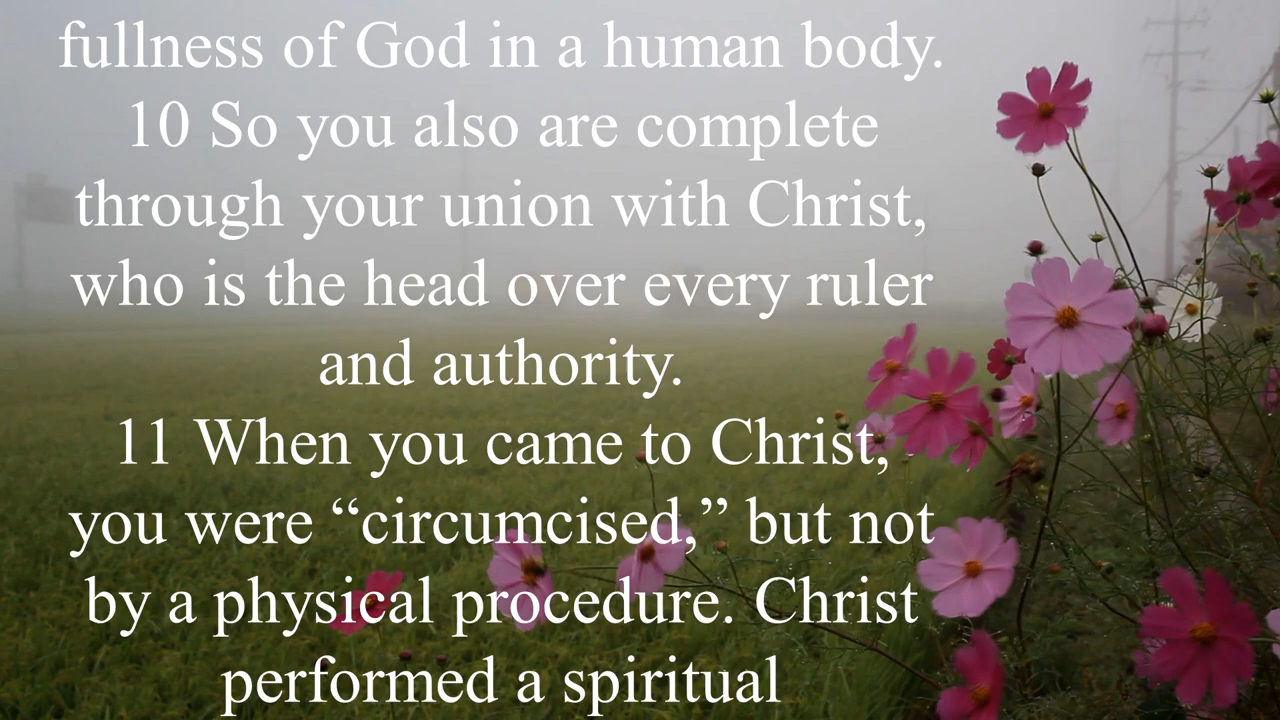 fullness of God in a human body.
10 So you also are complete
through your union with Christ,
who is the head over every ruler
and authority.
11 When you came to Christ,
you were “circumcised,” but not
by a physical procedure. Christ
performed a spiritual